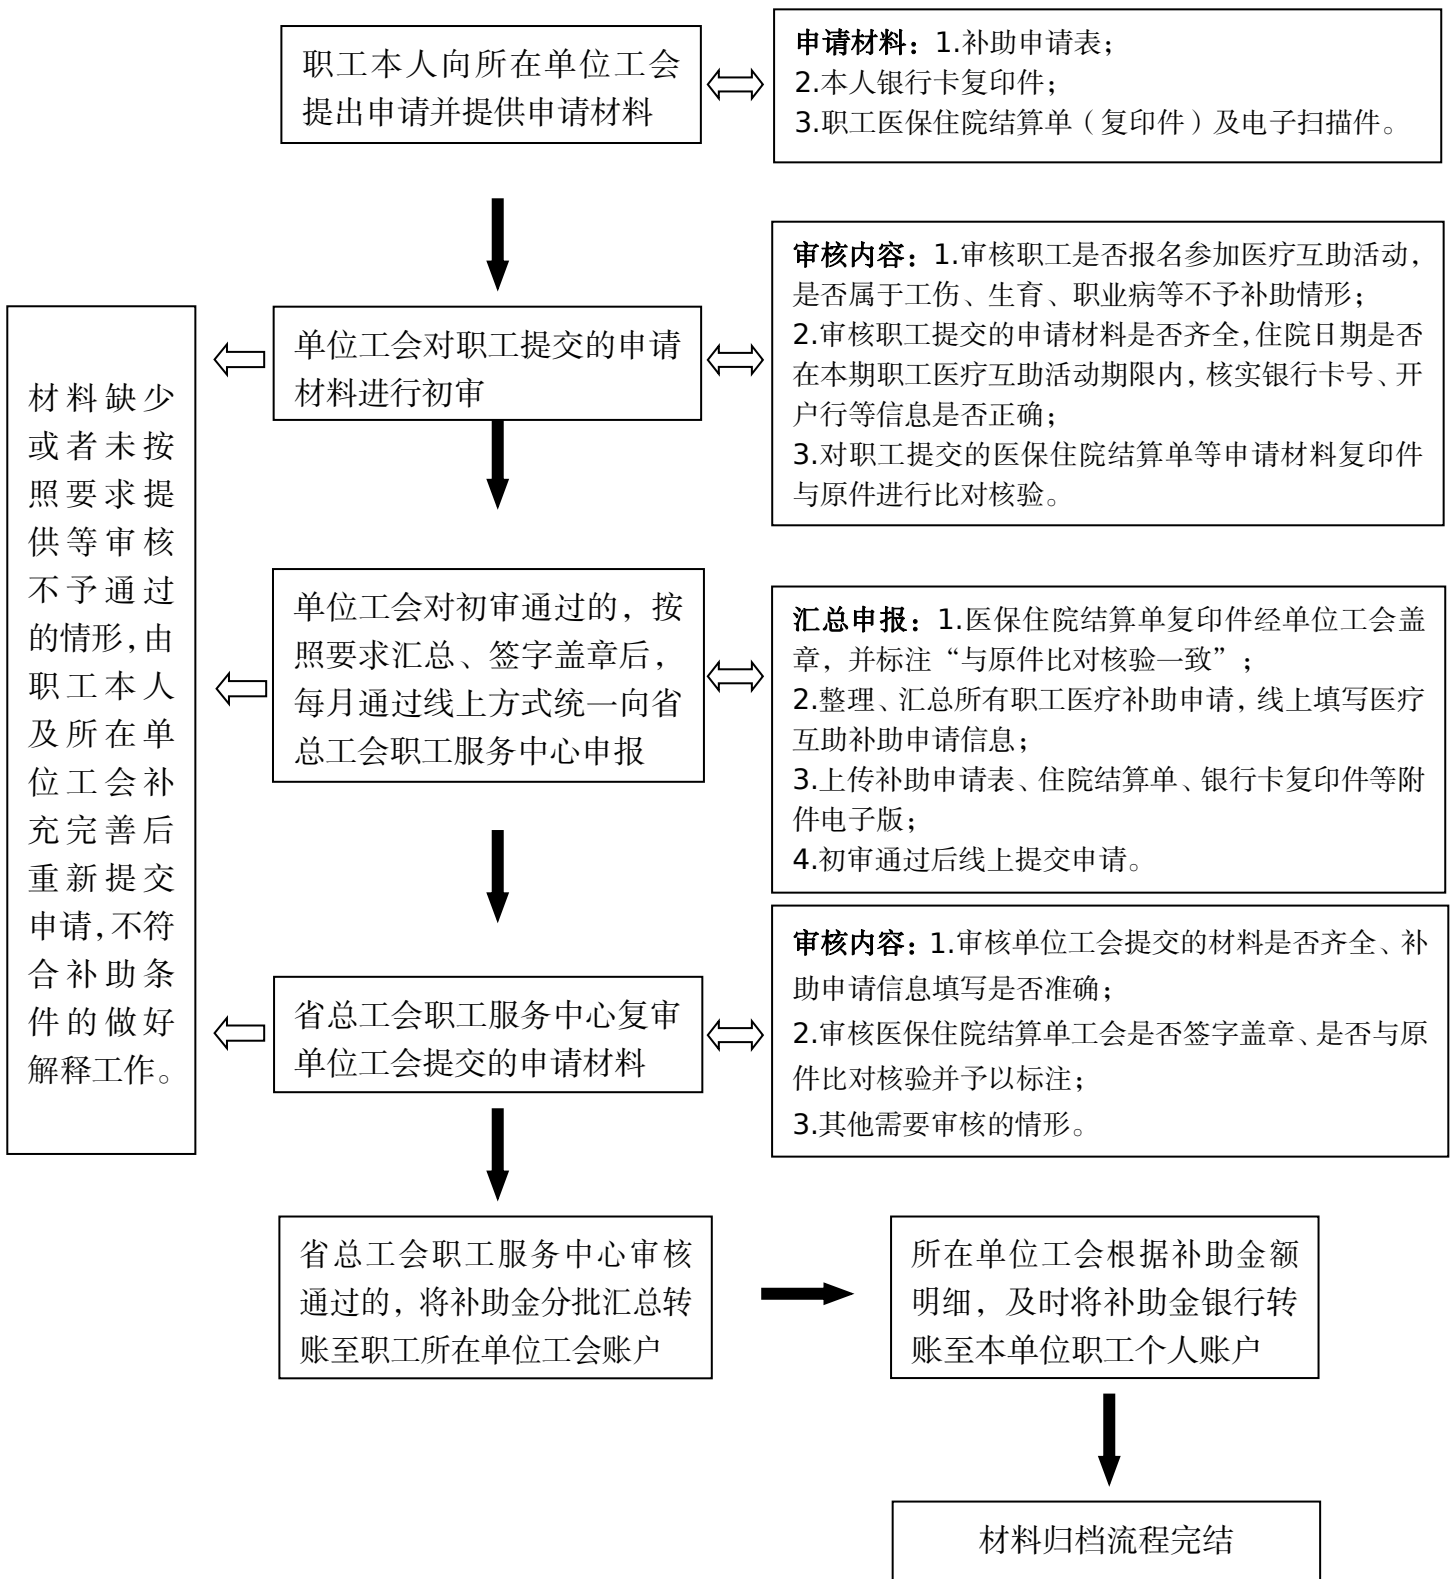 职工本人向所在单位工会
提出申请并提供申请材料
申请材料：1.补助申请表；
2.本人银行卡复印件；
3.职工医保住院结算单（复印件）及电子扫描件。
单位工会对职工提交的申请
材料进行初审
审核内容：1.审核职工是否报名参加医疗互助活动，
是否属于工伤、生育、职业病等不予补助情形；
2.审核职工提交的申请材料是否齐全，住院日期是否
在本期职工医疗互助活动期限内，核实银行卡号、开
户行等信息是否正确；
3.对职工提交的医保住院结算单等申请材料复印件
与原件进行比对核验。
材料缺少
或者未按
照要求提
供等审核
不予通过
的情形，由
职工本人
及所在单
位工会补
充完善后
重新提交
申请，不符
合补助条
件的做好
解释工作。
单位工会对初审通过的，按
照要求汇总、签字盖章后，
每月通过线上方式统一向省
总工会职工服务中心申报
汇总申报：1.医保住院结算单复印件经单位工会盖
章，并标注“与原件比对核验一致”；
2.整理、汇总所有职工医疗补助申请，线上填写医疗
互助补助申请信息；
3.上传补助申请表、住院结算单、银行卡复印件等附
件电子版；
4.初审通过后线上提交申请。
省总工会职工服务中心复审
单位工会提交的申请材料
审核内容：1.审核单位工会提交的材料是否齐全、补
助申请信息填写是否准确；
2.审核医保住院结算单工会是否签字盖章、是否与原
件比对核验并予以标注；
3.其他需要审核的情形。
省总工会职工服务中心审核
通过的，将补助金分批汇总转
账至职工所在单位工会账户
所在单位工会根据补助金额
明细，及时将补助金银行转
账至本单位职工个人账户
材料归档流程完结